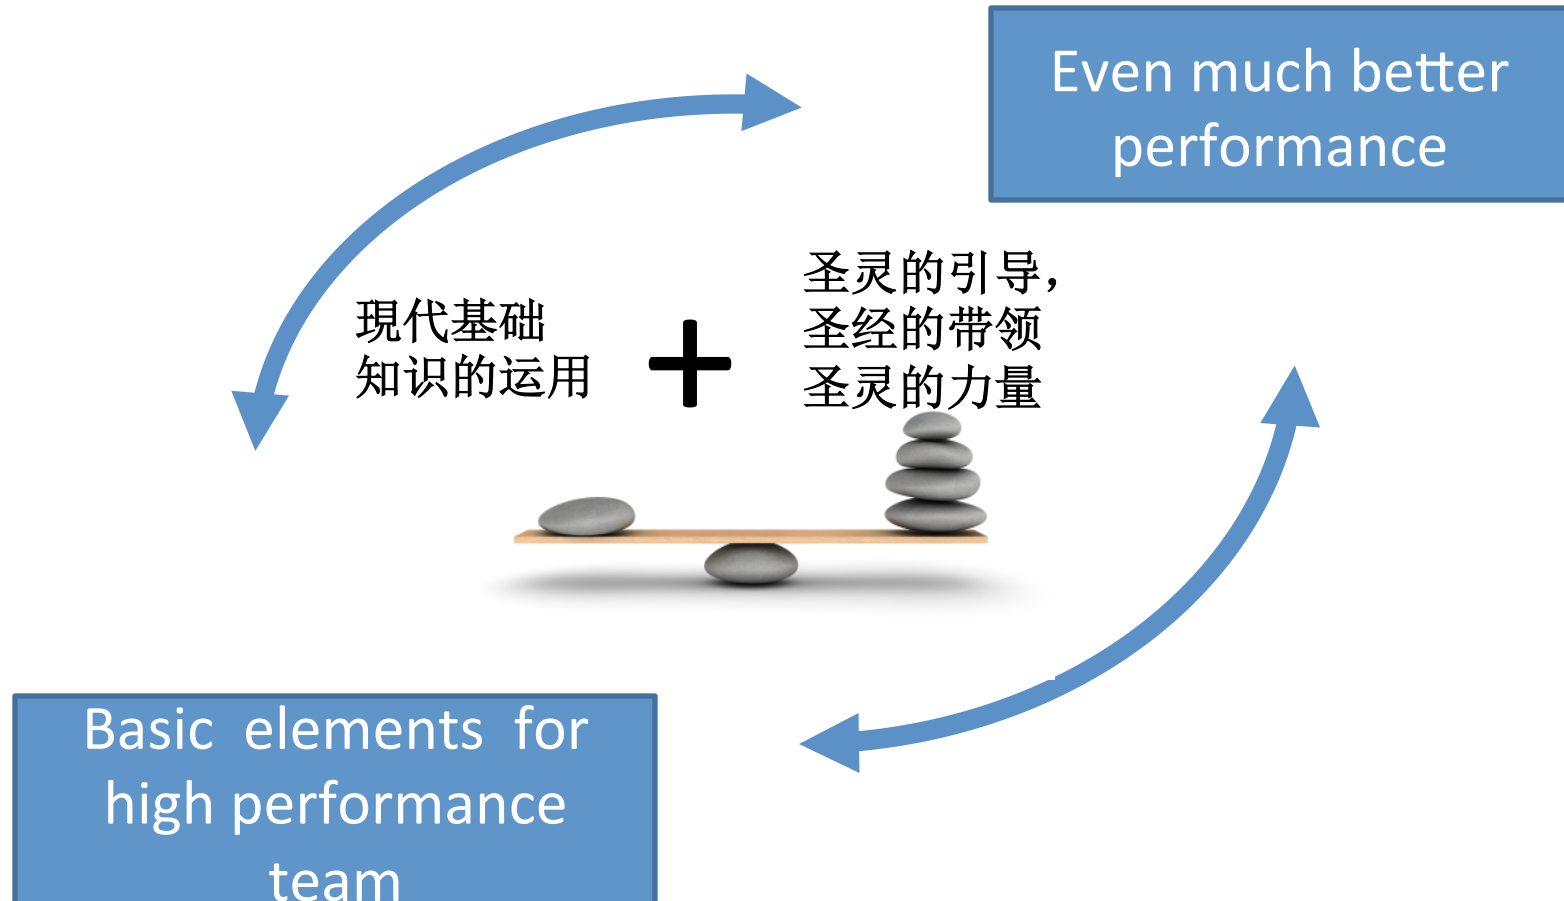 Even much better
performance
現代基础
知识的运用
+
圣灵的引导，
圣经的带领
圣灵的力量
Basic elements for
high performance
team